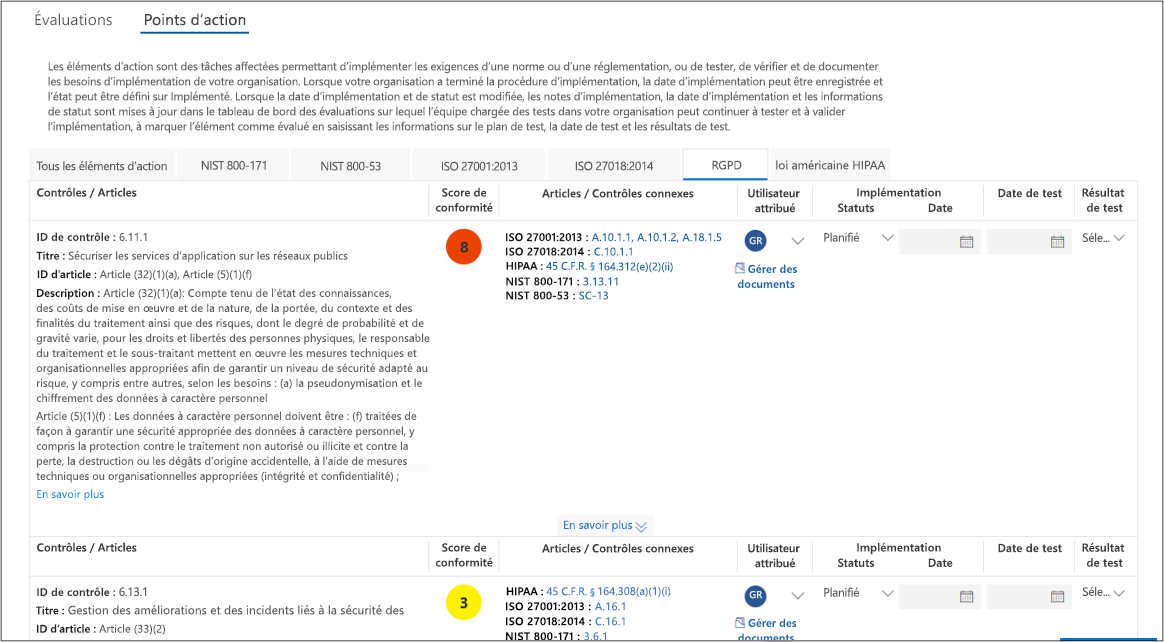 Évaluations Points d’action
Les éléments d’action sont des tâches affectées permettant d’implémenter les exigences d’une norme ou d’une réglementation, ou de tester, de vérifier et de documenter
les besoins d’implémentation de votre organisation. Lorsque votre organisation a terminé la procédure d’implémentation, la date d’implémentation peut être enregistrée et
l’état peut être défini sur Implémenté. Lorsque la date d’implémentation et de statut est modifiée, les notes d’implémentation, la date d’implémentation et les informations
de statut sont mises à jour dans le tableau de bord des évaluations sur lequel l’équipe chargée des tests dans votre organisation peut continuer à tester et à valider
l’implémentation, à marquer l’élément comme évalué en saisissant les informations sur le plan de test, la date de test et les résultats de test.
Tous les éléments d’action NIST 800-171 NIST 800-53 ISO 27001:2013 ISO 27018:2014 RGPD loi américaine HIPAA
Contrôles / Articles
Score de
conformité
Articles / Contrôles connexes
Utilisateur
attribué
Implémentation
Statuts Date
Date de test
Résultat
de test
ID de contrôle : 6.11.1
Titre : Sécuriser les services d’application sur les réseaux publics
ID d’article : Article (32)(1)(a), Article (5)(1)(f)
Description : Article (32)(1)(a): Compte tenu de l’état des connaissances,
des coûts de mise en œuvre et de la nature, de la portée, du contexte et des
finalités du traitement ainsi que des risques, dont le degré de probabilité et de
gravité varie, pour les droits et libertés des personnes physiques, le responsable
du traitement et le sous-traitant mettent en œuvre les mesures techniques et
organisationnelles appropriées afin de garantir un niveau de sécurité adapté au
risque, y compris entre autres, selon les besoins : (a) la pseudonymisation et le
chiffrement des données à caractère personnel
Article (5)(1)(f) : Les données à caractère personnel doivent être : (f) traitées de
façon à garantir une sécurité appropriée des données à caractère personnel, y
compris la protection contre le traitement non autorisé ou illicite et contre la
perte, la destruction ou les dégâts d’origine accidentelle, à l’aide de mesures
techniques ou organisationnelles appropriées (intégrité et confidentialité) ;
En savoir plus
8
ISO 27001:2013 : A.10.1.1, A.10.1.2, A.18.1.5
ISO 27018:2014 : C.10.1.1
HIPAA : 45 C.F.R. § 164.312(e)(2)(ii)
NIST 800-171 : 3.13.11
NIST 800-53 : SC-13
GR
Gérer des
documents
Planifié
Séle...
En savoir plus
Contrôles / Articles
Score de
conformité
Articles / Contrôles connexes
Utilisateur
attribué
Implémentation
Statuts Date
Date de test
Résultat
de test
ID de contrôle : 6.13.1
Titre : Gestion des améliorations et des incidents liés à la sécurité des
ID d’article : Article (33)(2)
3
HIPAA : 45 C.F.R. § 164.308(a)(1)(i)
ISO 27001:2013 : A.16.1
ISO 27018:2014 : C.16.1
NIST 800-171 : 3.6.1
GR
Gérer des
documents
Planifié
Séle...